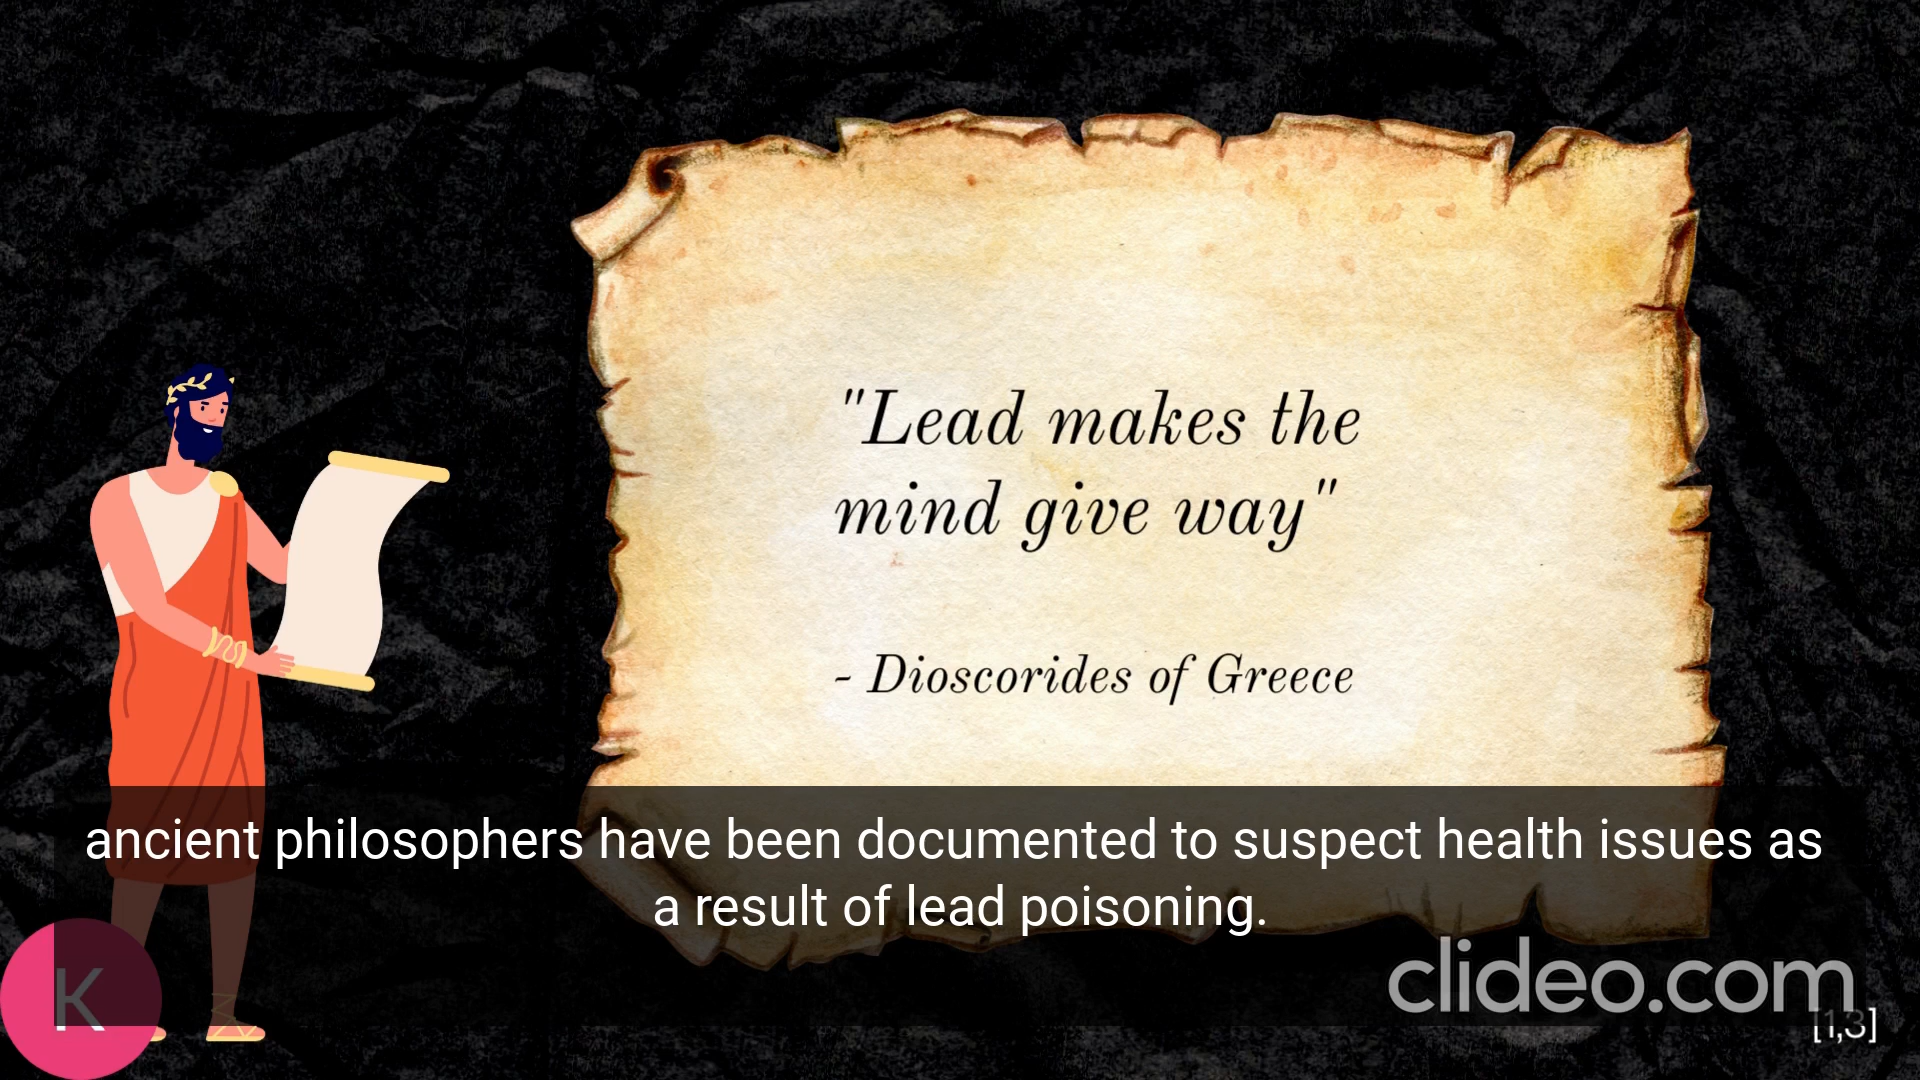 "Lead makes the
mind give way"
- Dioscorides of Greece
ancient philosophers have been documented to suspect health issues as
a result of lead poisoning.
K
clideo.com
[1,3]